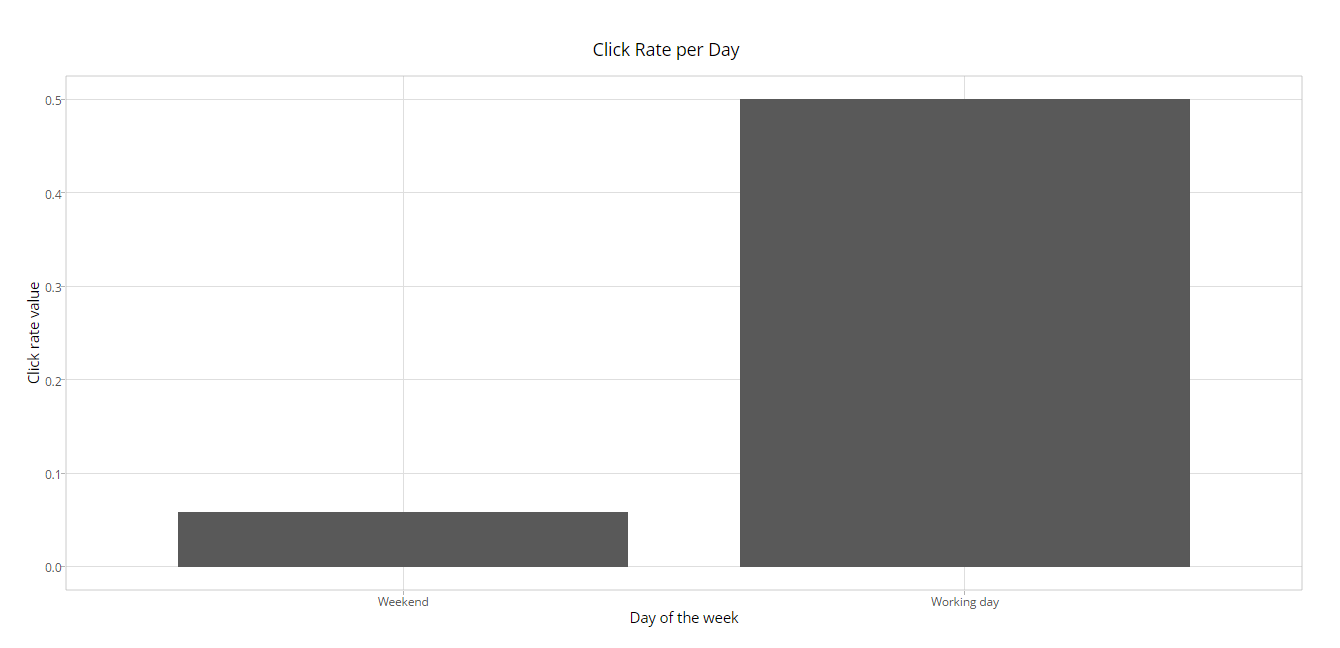 Click Rate per Day
Click rate value
0.5
0.4
0.3
0.2
0.1
0.0
Weekend
Working day
Day of the week